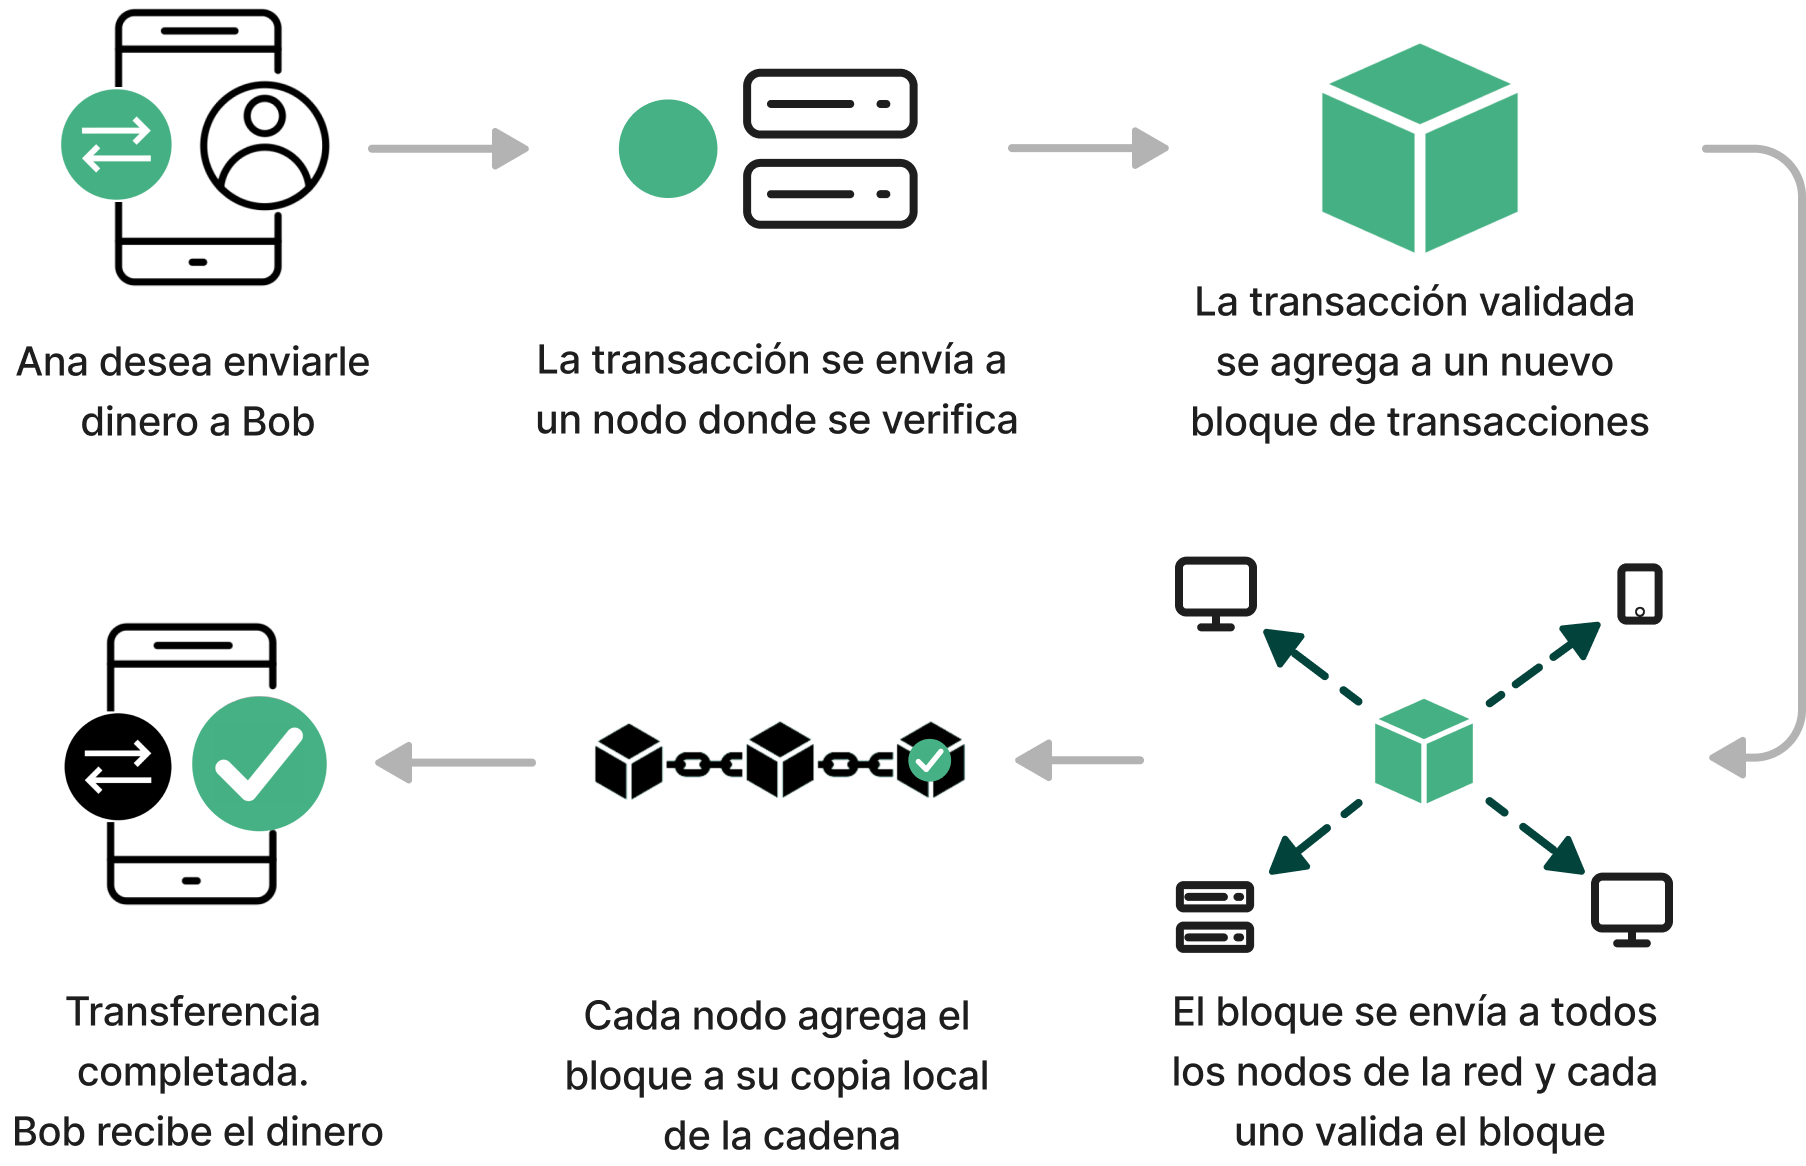 Ana desea enviarle
dinero a Bob
La transacción se envía a
un nodo donde se verifica
La transacción validada
se agrega a un nuevo
bloque de transacciones
El bloque se envía a todos
los nodos de la red y cada
uno valida el bloque
Cada nodo agrega el
bloque a su copia local
de la cadena
Transferencia
completada.
Bob recibe el dinero